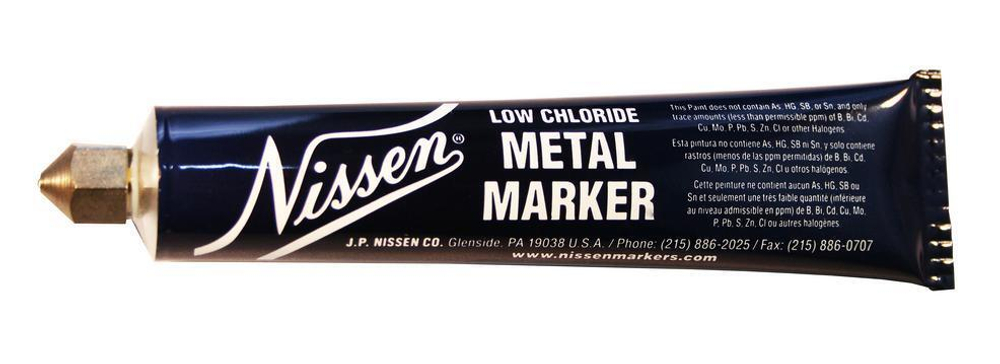 Nissen®
LOW CHLORIDE
METAL
MARKER
This Paint does not contain As, HG, SB, or Sn, and only
trace amounts (less than permissible ppm) of B, Bi, Cd,
Cu, Mo, P, Pb, S, Zn, Cl or other Halogens
Esta pintura no contiene As, HG, SB ni Sn, y solo contiene
rastros (menos de las ppm permitidas) de B, Bi, Cd,
Cu, Mo, P, Pb, S, Zn, Cl u otros halógenos.
Cette peinture ne contient aucun As, HG, SB ou
Sn et seulement une très faible quantité (inférieure
au niveau admissible en ppm) de B, Bi, Cd, Cu, Mo,
P, Pb, S, Zn, Cl ou autres halogènes.
J.P. NISSEN CO. Glenside, PA 19038 U.S.A. / Phone: (215) 886-2025 / Fax: (215) 886-0707
www.nissenmarkers.com